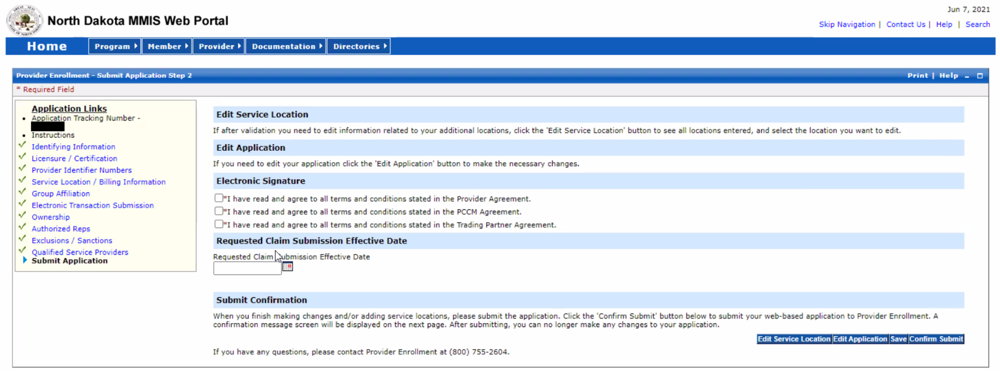 Jun 7, 2021
North Dakota MMIS Web Portal
Skip Navigation | Contact Us | Help | Search
Home Program Member Provider Documentation Directories
Provider Enrollment - Submit Application Step 2
Print | Help
* Required Field
Application Links
Application Tracking Number -
Instructions
Identifying Information
Licensure / Certification
Provider Identifier Numbers
Service Location / Billing Information
Group Affiliation
Electronic Transaction Submission
Ownership
Authorized Reps
Exclusions / Sanctions
Qualified Service Providers
Submit Application
Edit Service Location
If after validation you need to edit information related to your additional locations, click the 'Edit Service Location' button to see all locations entered, and select the location you want to edit.
Edit Application
If you need to edit your application click the 'Edit Application' button to make the necessary changes.
Electronic Signature
*I have read and agree to all terms and conditions stated in the Provider Agreement.
*I have read and agree to all terms and conditions stated in the PCCM Agreement.
*I have read and agree to all terms and conditions stated in the Trading Partner Agreement.
Requested Claim Submission Effective Date
Requested Claim Submission Effective Date
Submit Confirmation
When you finish making changes and/or adding service locations, please submit the application. Click the 'Confirm Submit' button below to submit your web-based application to Provider Enrollment. A
confirmation message screen will be displayed on the next page. After submitting, you can no longer make any changes to your application.
Edit Service Location Edit Application Save Confirm Submit
If you have any questions, please contact Provider Enrollment at (800) 755-2604.